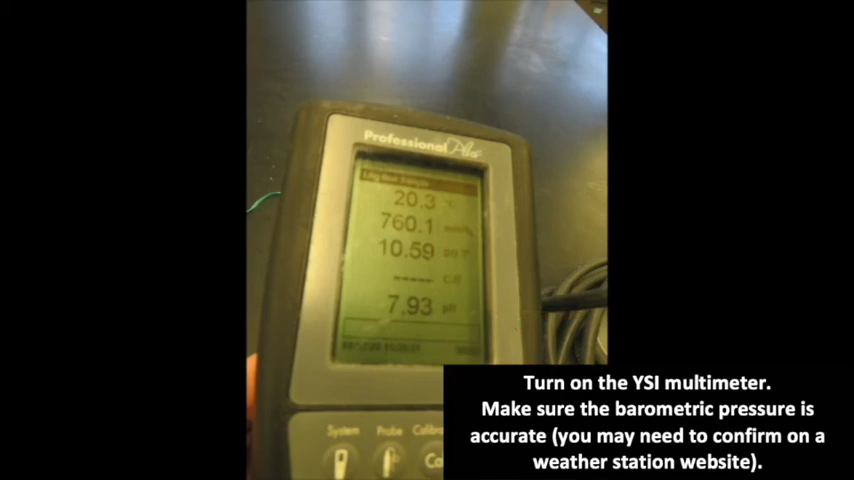 Professional Plus
20.3 °C
760.1
10.59
----- C.
7.93 pH
System Probe
Turn on the YSI multimeter.
Make sure the barometric pressure is
accurate (you may need to confirm on a
weather station website).